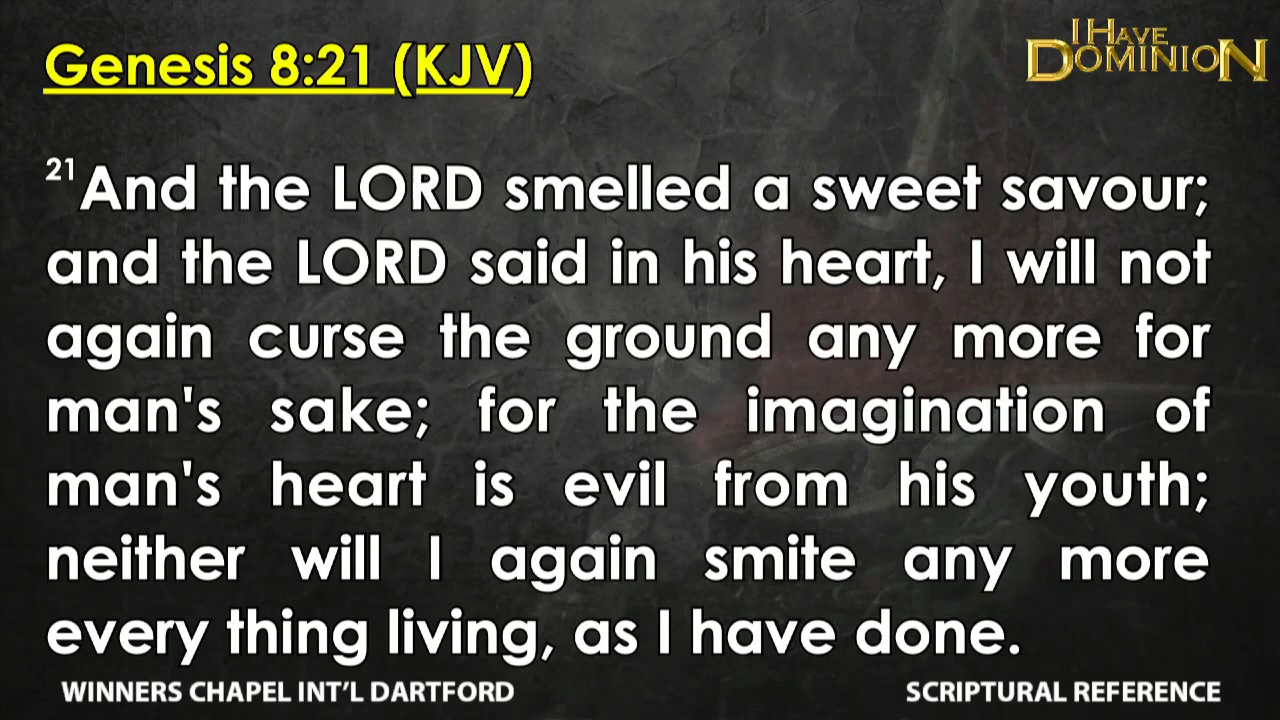 Genesis 8:21 (KJV)
I HAVE
DOMINION
21 And the LORD smelled a sweet savour;
and the LORD said in his heart, I will not
again curse the ground any more for
man's sake; for the imagination of
man's heart is evil from his youth;
neither will I again smite any more
every thing living, as I have done.
WINNERS CHAPEL INT'L DARTFORD
SCRIPTURAL REFERENCE